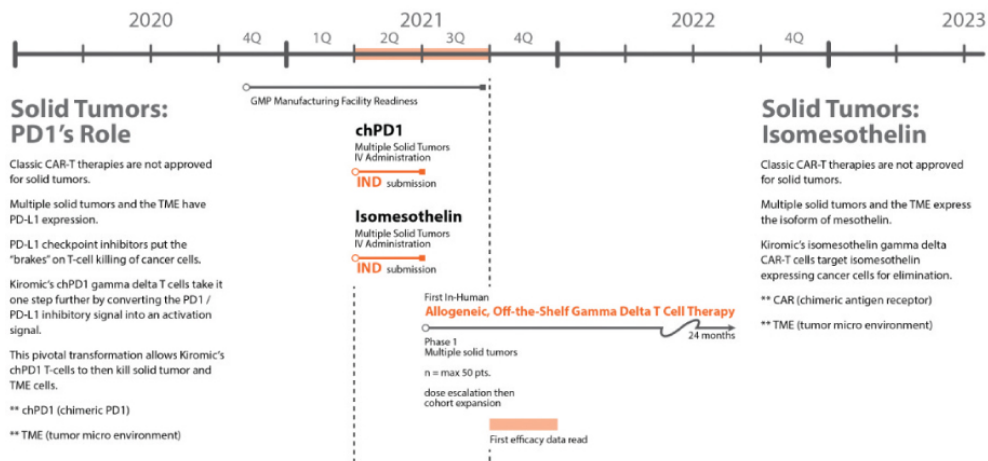 2020
2021
2022
2023
4Q
1Q
2Q
3Q
4Q
4Q
GMP Manufacturing Facility Readiness
Solid Tumors:
PD1's Role
Classic CAR-T therapies are not approved
for solid tumors.
Multiple solid tumors and the TME have
PD-L1 expression.
PD-L1 checkpoint inhibitors put the
"brakes" on T-cell killing of cancer cells.
Kiromic's chPD1 gamma delta T cells take it
one step further by converting the PD1 /
PD-L1 inhibitory signal into an activation
signal.
This pivotal transformation allows Kiromic's
chPD1 T-cells to then kill solid tumor and
TME cells.
** chPD1 (chimeric PD1)
** TME (tumor micro environment)
chPD1
Multiple Solid Tumors
IV Administration
IND submission
Isomesothelin
Multiple Solid Tumors
IV Administration
IND submission
First In-Human
Allogeneic, Off-the-Shelf Gamma Delta T Cell Therapy
24 months
Phase 1
Multiple solid tumors
n = max 50 pts.
dose escalation then
cohort expansion
First efficacy data read
Solid Tumors:
Isomesothelin
Classic CAR-T therapies are not approved
for solid tumors.
Multiple solid tumors and the TME express
the isoform of mesothelin.
Kiromic's isomesothelin gamma delta
CAR-T cells target isomesothelin
expressing cancer cells for elimination.
** CAR (chimeric antigen receptor)
** TME (tumor micro environment)